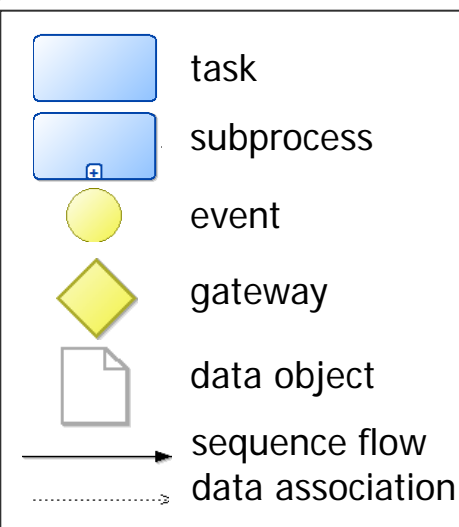 task
subprocess
event
gateway
data object
sequence flow
data association